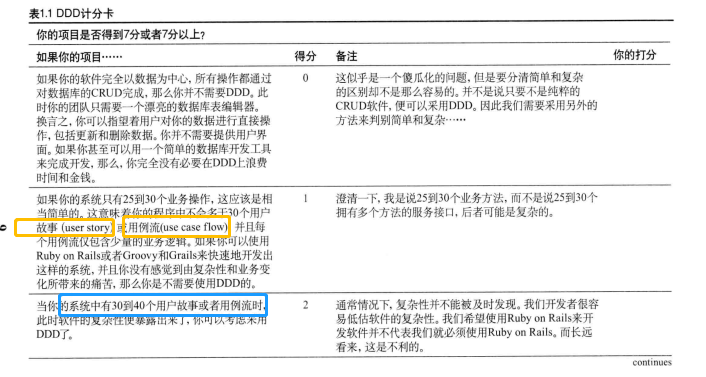 表1.1 DDD计分卡
你的项目是否得到7分或者7分以上?
如果你的项目…… 得分 备注 你的打分
如果你的软件完全以数据为中心，所有操作都通过 0 这似乎是一个傻瓜化的问题，但是要分清简单和复杂
对数据库的CRUD完成，那么你并不需要DDD。此 的区别却不是那么容易的。并不是说只要不是纯粹的
时你的团队只需要一个漂亮的数据库表编辑器。 CRUD软件，便可以采用DDD。因此我们需要采用另外的
换言之，你可以指望着用户对你的数据进行直接操 方法来判别简单和复杂……
作，包括更新和删除数据。你并不需要提供用户界
面。如果你甚至可以用一个简单的数据库开发工具
来完成开发，那么，你完全没有必要在DDD上浪费
时间和金钱。
如果你的系统只有25到30个业务操作，这应该是相 1 澄清一下，我是说25到30个业务方法，而不是说25到30个
当简单的。这意味着你的程序中不会多于30个用户 拥有多个方法的服务接口，后者可能是复杂的。
故事 (user story) 或用例流(use case flow)，并且每
个用例流仅包含少量的业务逻辑。如果你可以使用
Ruby on Rails或者Groovy和Grails来快速地开发出
这样的系统，并且你没有感觉到由复杂性和业务变
化所带来的痛苦，那么你是不需要使用DDD的。
当你的系统中有30到40个用户故事或者用例流时， 2 通常情况下，复杂性并不能被及时发现。我们开发者很容
此时软件的复杂性便暴露出来了，你可以考虑采用 易低估软件的复杂性。我们希望使用Ruby on Rails来开
DDD了。 发软件并不代表我们就必须使用Ruby on Rails。而长远
看来，这是不利的。
continues